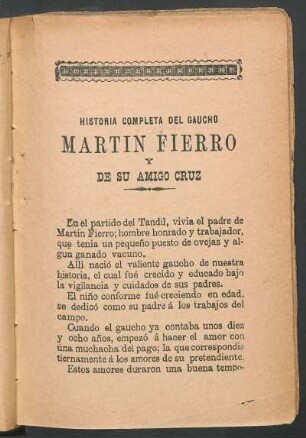 HISTORIA COMPLETA DEL GAUCHO
MARTIN FIERRO
Y
DE SU AMIGO CRUZ
En el partido del Tandil, vivia el padre de
Martin Fierro; hombre honrado y trabajador,
que tenia un pequeño puesto de ovejas y al-
gun ganado vacuno.
Alli nació el valiente gaucho de nuestra
historia, el cual fué crecido y educado bajo
la vigilancia y cuidados de sus padres.
El niño conforme fué creciendo en edad,
se dedicó como su padre á los trabajos del
campo.
Cuando el gaucho ya contaba unos diez
y ocho años, empezó á hacer el amor con
una muchacha del pago; la que correspondia
tiernamente á los amores de su pretendiente.
Estos amores duraron una buena tempo-